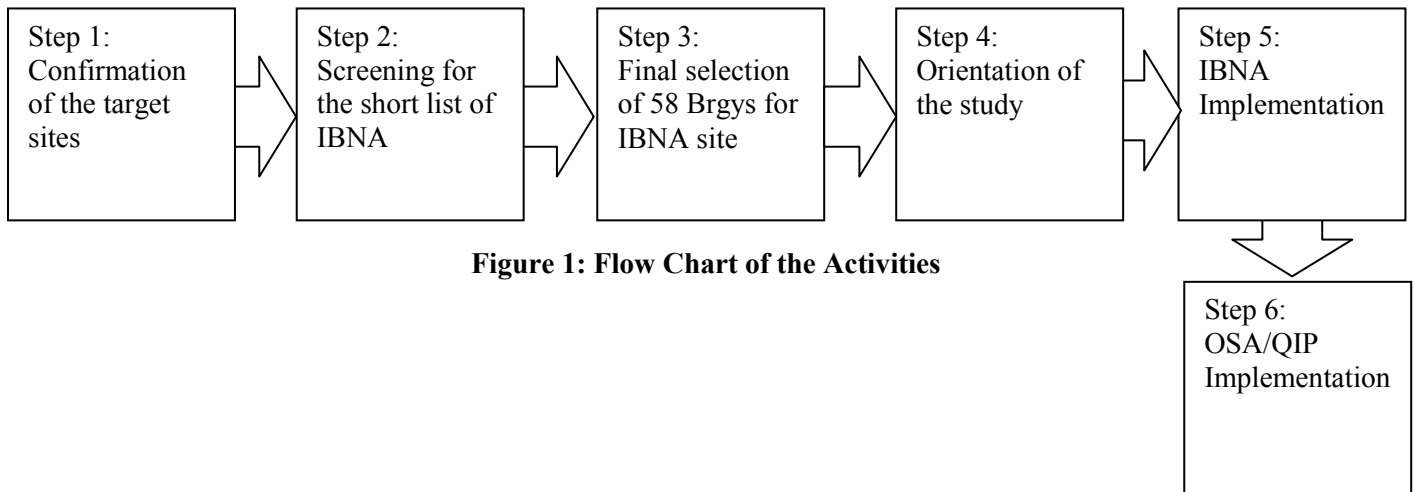 Step 1:
Confirmation
of the target
sites
Step 2:
Screening for
the short list of
IBNA
Step 3:
Final selection
of 58 Brgys for
IBNA site
Step 4:
Orientation of
the study
Step 5:
IBNA
Implementation
Figure 1: Flow Chart of the Activities
Step 6:
OSA/QIP
Implementation